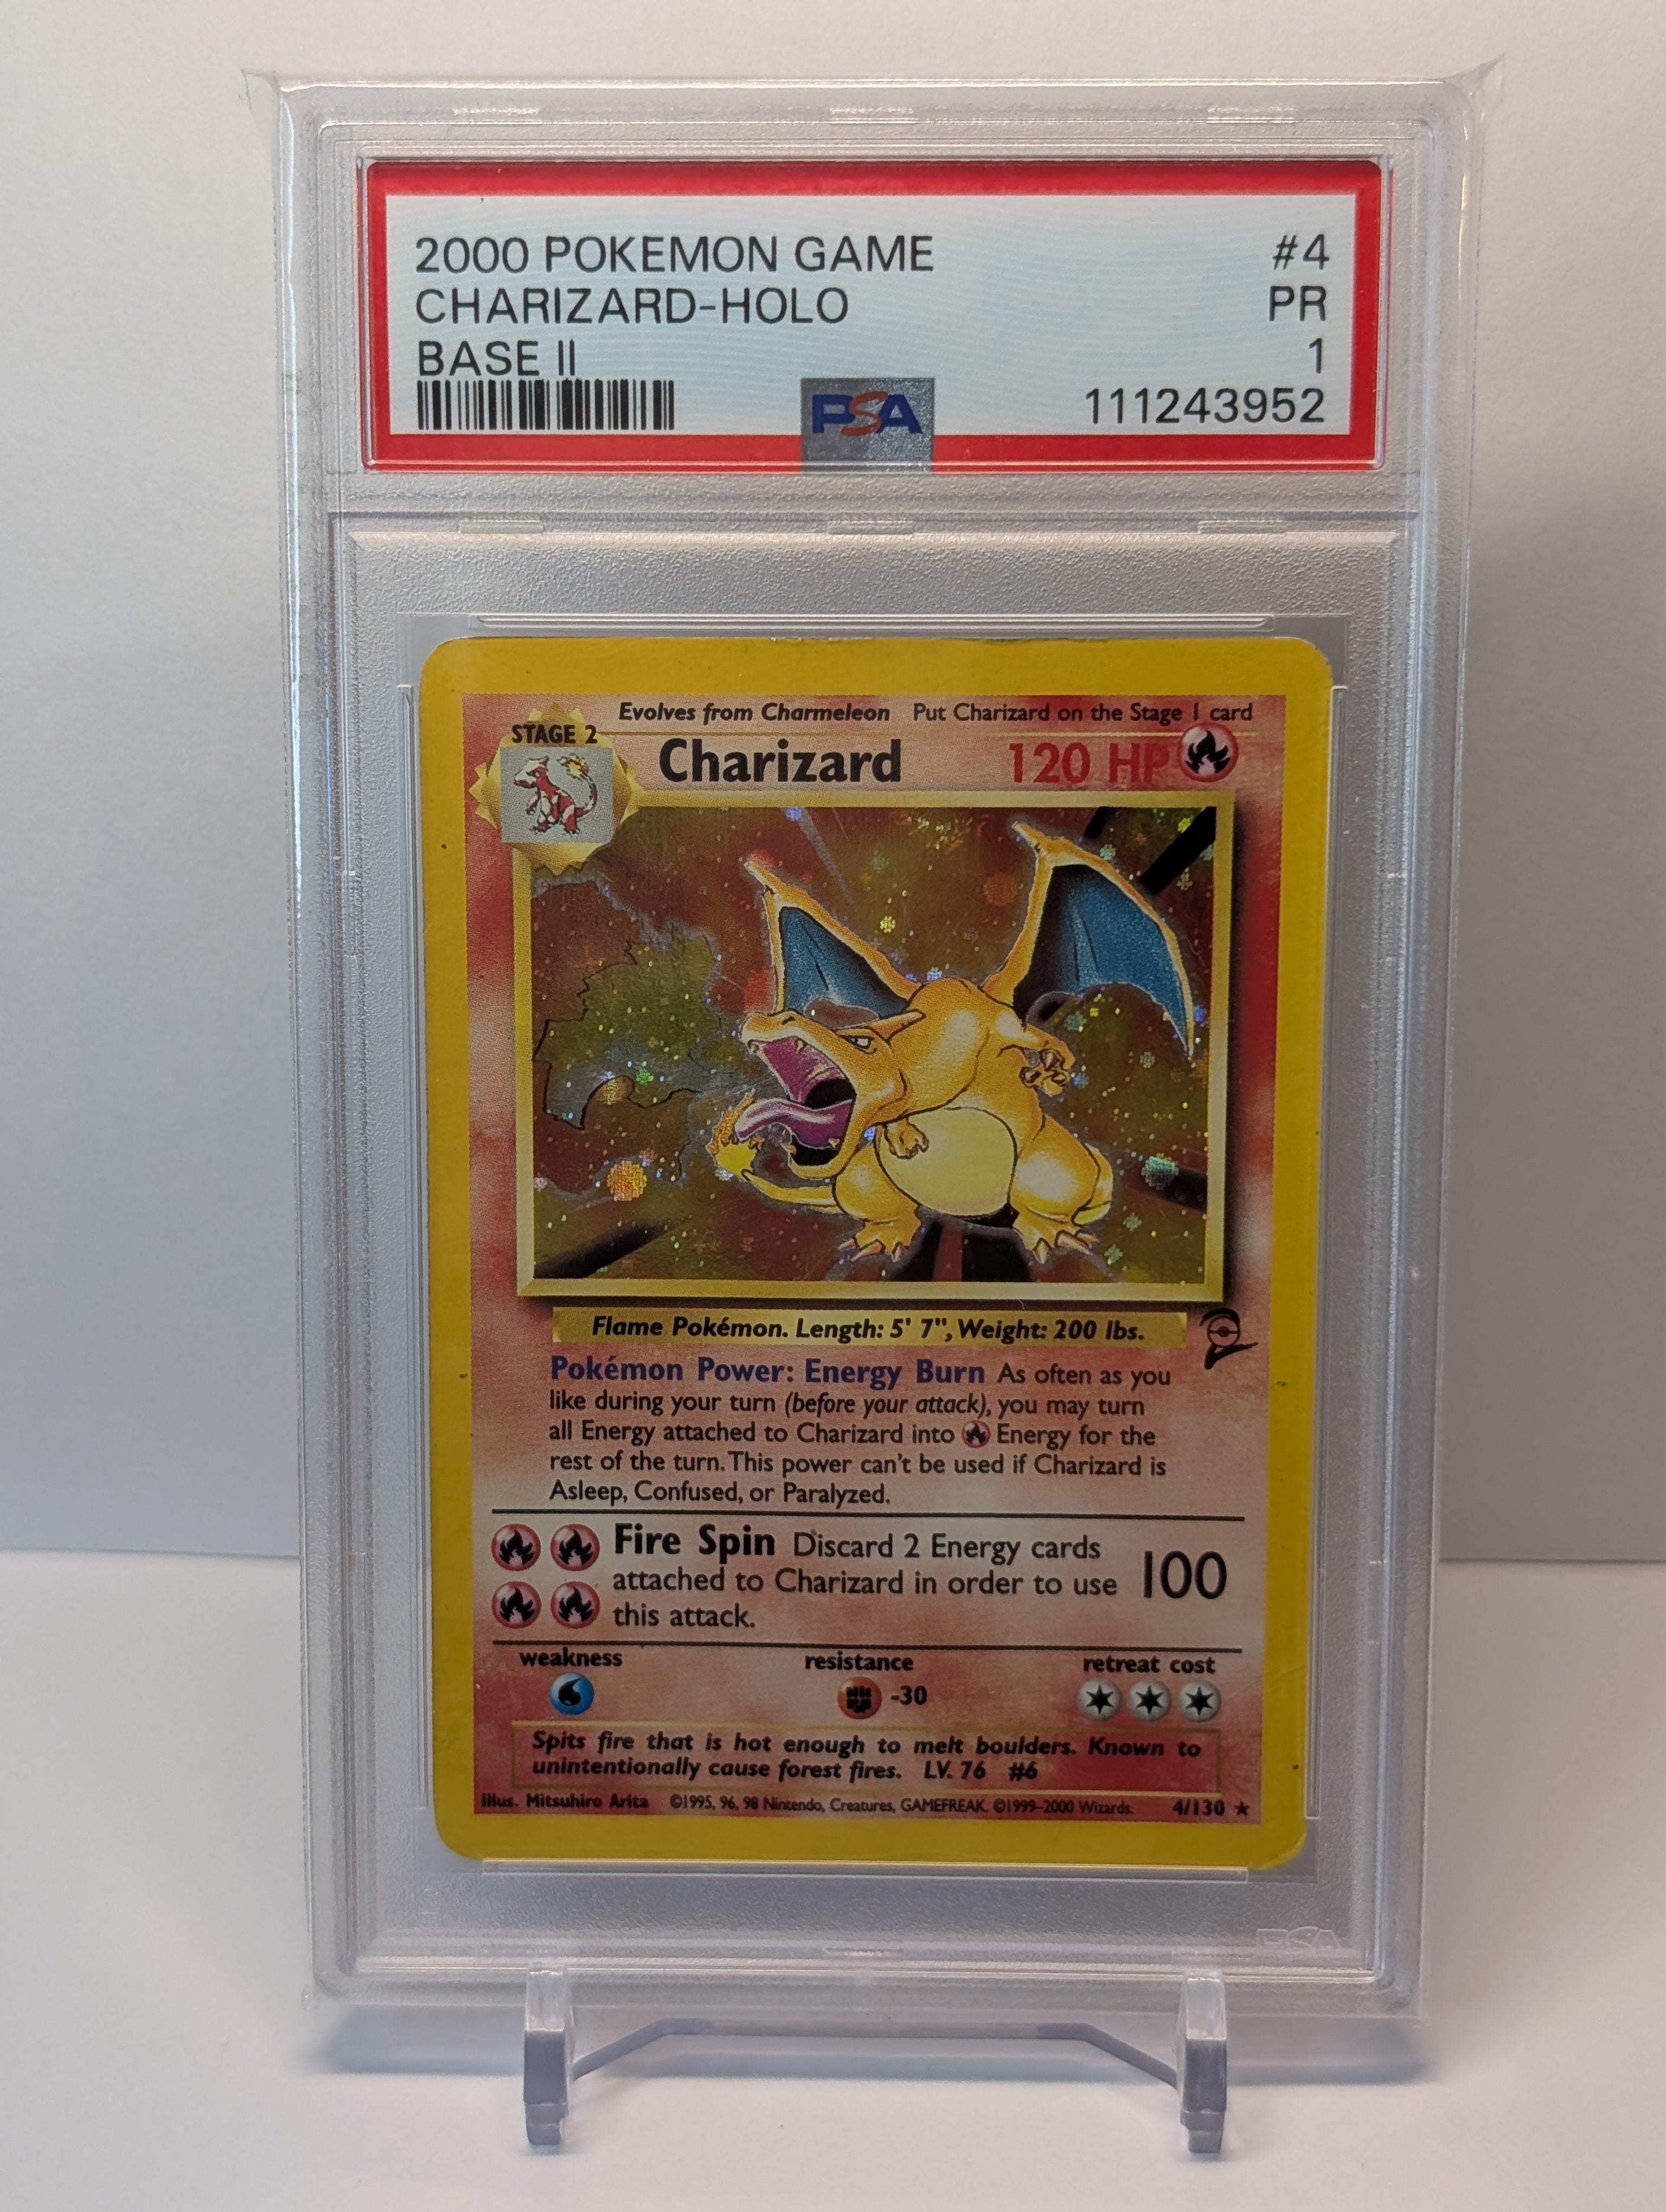 2000 POKEMON GAME #4
CHARIZARD-HOLO PR
BASE II 1
PSA 111243952
Evolves from Charmeleon Put Charizard on the Stage 1 card
STAGE 2
Charizard 120 HP
Flame Pokémon. Length: 5' 7", Weight: 200 lbs.
Pokémon Power: Energy Burn As often as you
like during your turn (before your attack), you may turn
all Energy attached to Charizard into Energy for the
rest of the turn. This power can't be used if Charizard is
Asleep, Confused, or Paralyzed.
Fire Spin Discard 2 Energy cards
attached to Charizard in order to use 100
this attack.
weakness resistance retreat cost
-30
Spits fire that is hot enough to melt boulders. Known to
unintentionally cause forest fires. LV. 76 #6
Illus. Mitsuhiro Arita ©1995, 96, 98 Nintendo, Creatures, GAMEFREAK. ©1999-2000 Wizards. 4/130 ★
PSA